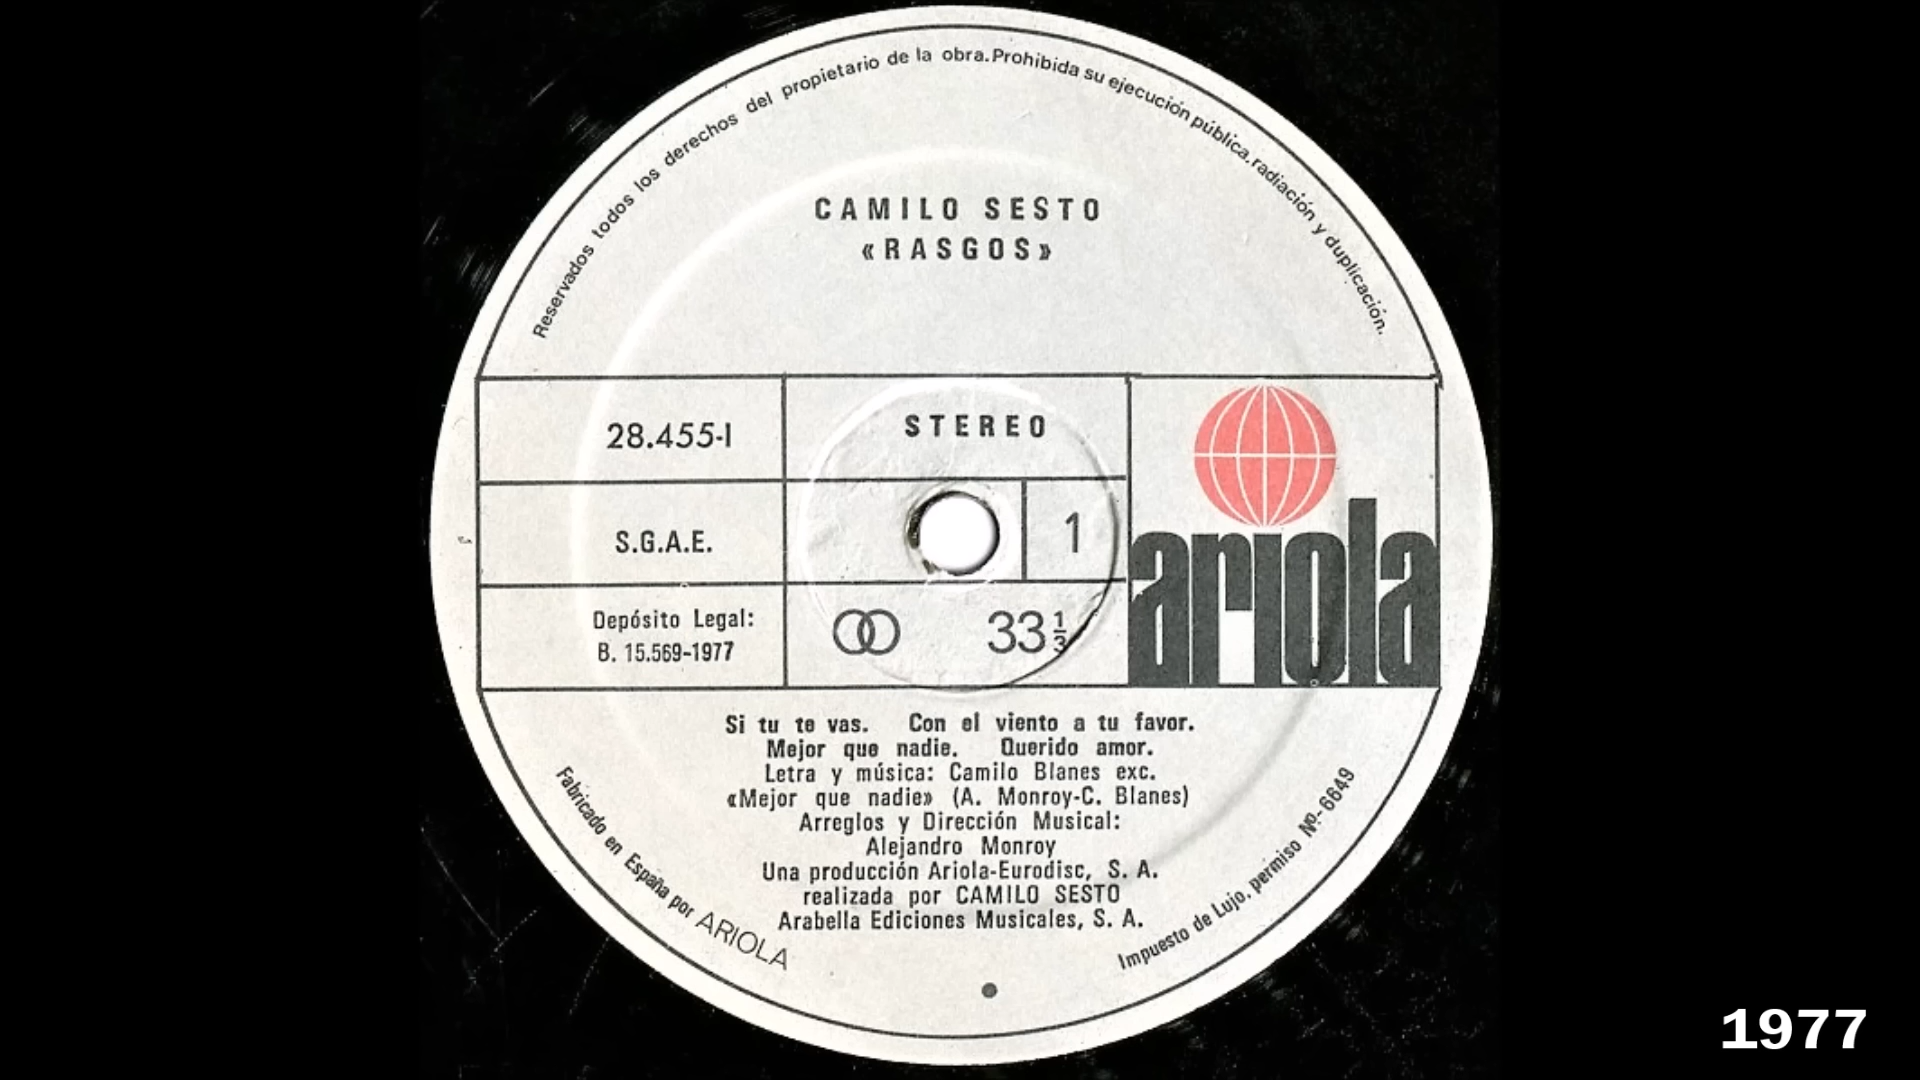 Reservados todos los derechos del propietario de la obra. Prohibida su ejecución pública, radiación y duplicación.
CAMILO SESTO
«RASGOS»
28.455-I
STEREO
S.G.A.E.
1
Depósito Legal:
B. 15.569-1977
33 1/3
ariola
Si tu te vas. Con el viento a tu favor.
Mejor que nadie. Querido amor.
Letra y música: Camilo Blanes exc.
«Mejor que nadie» (A. Monroy-C. Blanes)
Arreglos y Dirección Musical:
Alejandro Monroy
Una producción Ariola-Eurodisc, S. A.
realizada por CAMILO SESTO
Arabella Ediciones Musicales, S. A.
Fabricado en España por ARIOLA
Impuesto de Lujo, permiso Nº-6649
1977